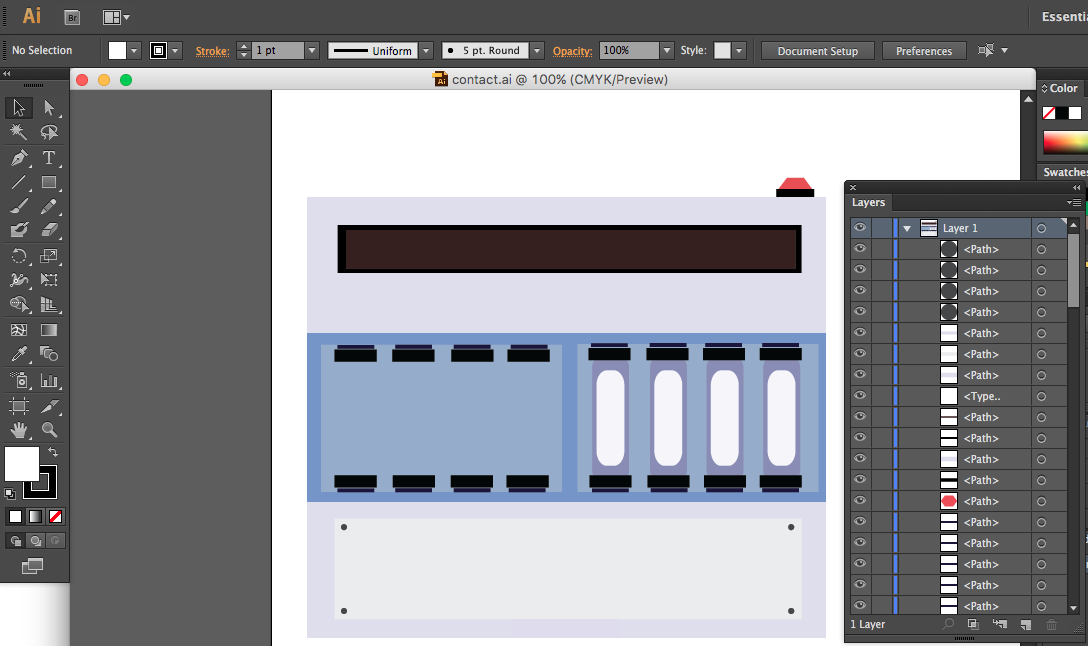 Ai
Br
Essentia
No Selection
Stroke:
1 pt
Uniform
5 pt. Round
Opacity:
100%
Style:
Document Setup
Preferences
contact.ai @ 100% (CMYK/Preview)
Color
Swatches
Layers
Layer 1
<Path>
<Path>
<Path>
<Path>
<Path>
<Path>
<Path>
<Type..
<Path>
<Path>
<Path>
<Path>
<Path>
<Path>
<Path>
<Path>
<Path>
<Path>
1 Layer